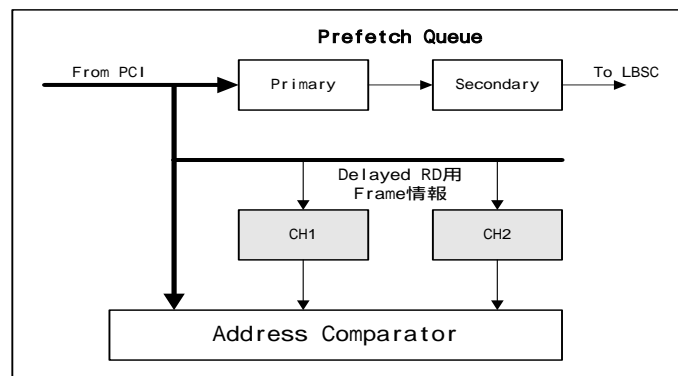 Prefetch Queue
From PCI
Primary
Secondary
To LBSC
Delayed RD用
Frame情報
CH1
CH2
Address Comparator